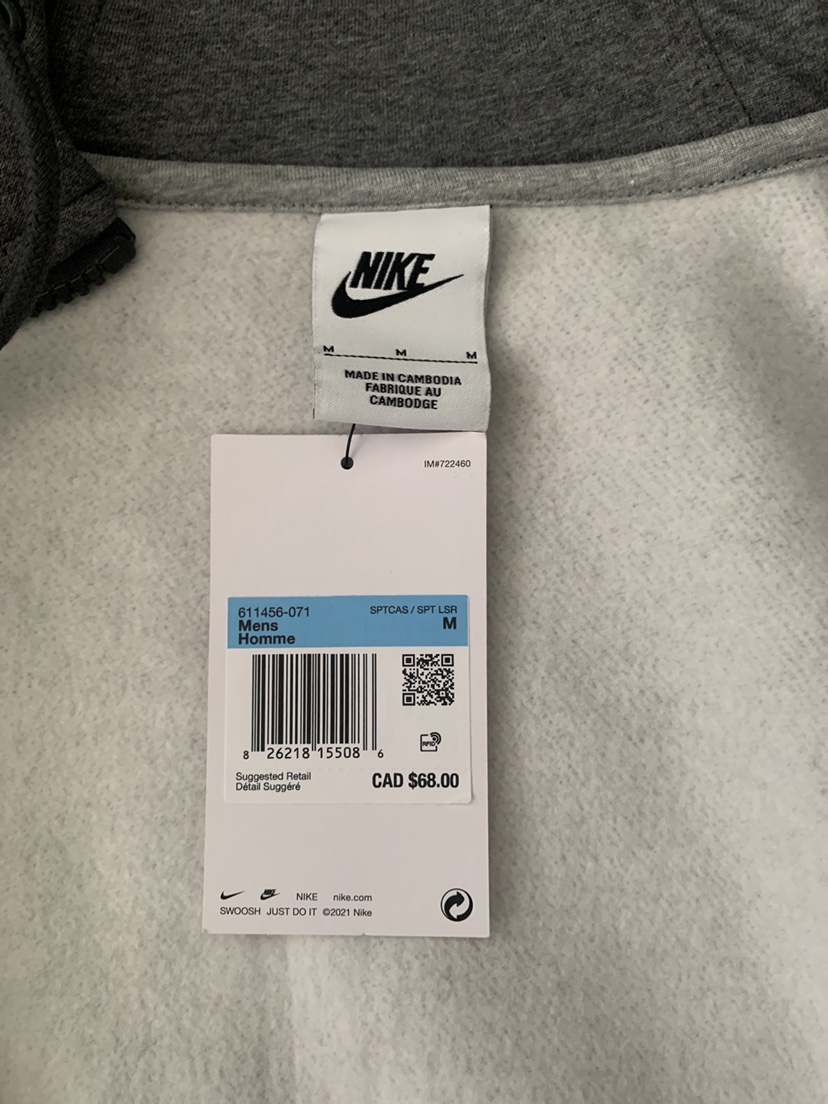 NIKE
M M M
MADE IN CAMBODIA
FABRIQUE AU
CAMBODGE
IM#722460
611456-071 SPTCAS / SPT LSR
Mens M
Homme
RFID
8 26218 15508 6
Suggested Retail
Détail Suggéré
CAD $68.00
NIKE nike.com
SWOOSH JUST DO IT ©2021 Nike